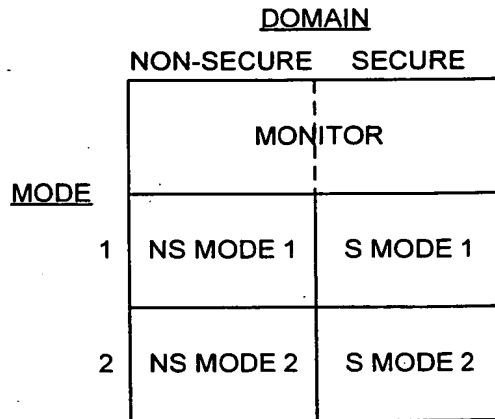 DOMAIN
NON-SECURE SECURE
MONITOR
MODE
1 NS MODE 1 S MODE 1
2 NS MODE 2 S MODE 2